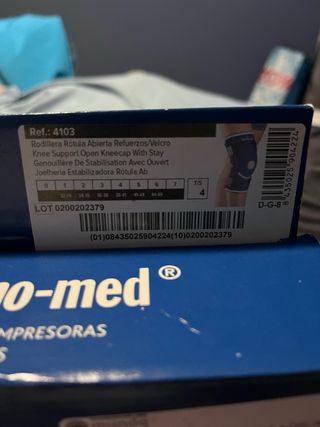 Ref.: 4103
Rodillera Rótula Abierta Refuerzos/Velcro
Knee Support Open Kneecap With Stay
Genouillère De Stabilisation Avec Ouvert
Joelheria Estabilizadora Rótula Ab
0 1 2 3 4 5 6 7
T/S
4
LOT 0200202379
D-G-8
8435025904224
(01)08435025904224(10)0200202379
o-med®
MPRESORAS
S